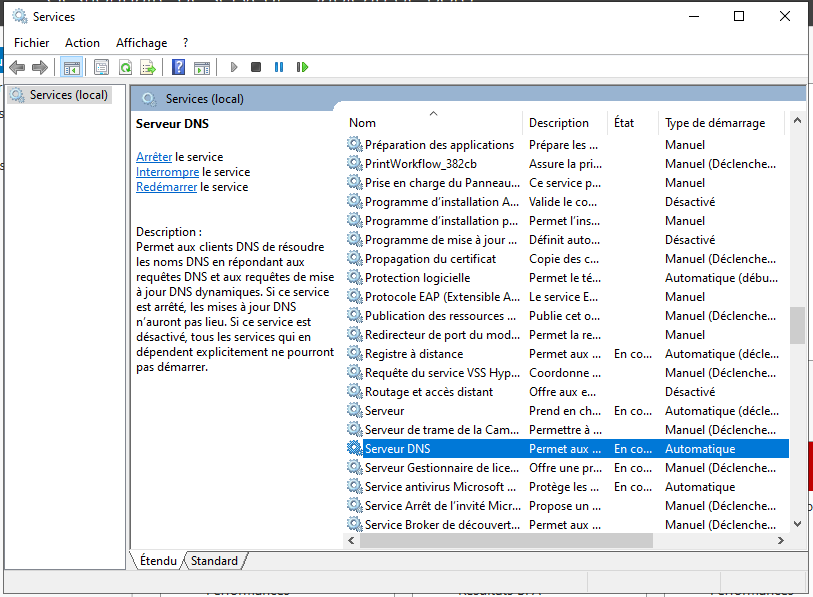 Services
Fichier Action Affichage ?
Services (local)
Services (local)
Serveur DNS
Arrêter le service
Interrompre le service
Redémarrer le service
Description :
Permet aux clients DNS de résoudre
les noms DNS en répondant aux
requêtes DNS et aux requêtes de mise
à jour DNS dynamiques. Si ce service
est arrêté, les mises à jour DNS
n’auront pas lieu. Si ce service est
désactivé, tous les services qui en
dépendent explicitement ne pourront
pas démarrer.
Nom Description État Type de démarrage
Préparation des applications Prépare les ... Manuel
PrintWorkflow_382cb Assure la pri... Manuel (Déclenche...
Prise en charge du Panneau... Ce service p... Manuel
Programme d’installation A... Valide le co... Désactivé
Programme d’installation p... Permet l’ins... Manuel
Programme de mise à jour ... Définit auto... Désactivé
Propagation du certificat Copie des c... Manuel (Déclenche...
Protection logicielle Permet le té... Automatique (débu...
Protocole EAP (Extensible A... Le service E... Manuel
Publication des ressources ... Publie cet o... Manuel (Déclenche...
Redirecteur de port du mod... Permet la re... Manuel
Registre à distance Permet aux ... En co... Automatique (décle...
Requête du service VSS Hyp... Coordonne ... Manuel (Déclenche...
Routage et accès distant Offre aux e... Désactivé
Serveur Prend en ch... En co... Automatique (décle...
Serveur de trame de la Cam... Permettre à ... Manuel (Déclenche...
Serveur DNS Permet aux ... En co... Automatique
Serveur Gestionnaire de lice... Offre une pr... En co... Manuel (Déclenche...
Service antivirus Microsoft ... Protège les ... En co... Automatique
Service Arrêt de l’invité Micr... Propose un ... Manuel (Déclenche...
Service Broker de découvert... Permet aux ... Manuel (Déclenche...
Étendu Standard